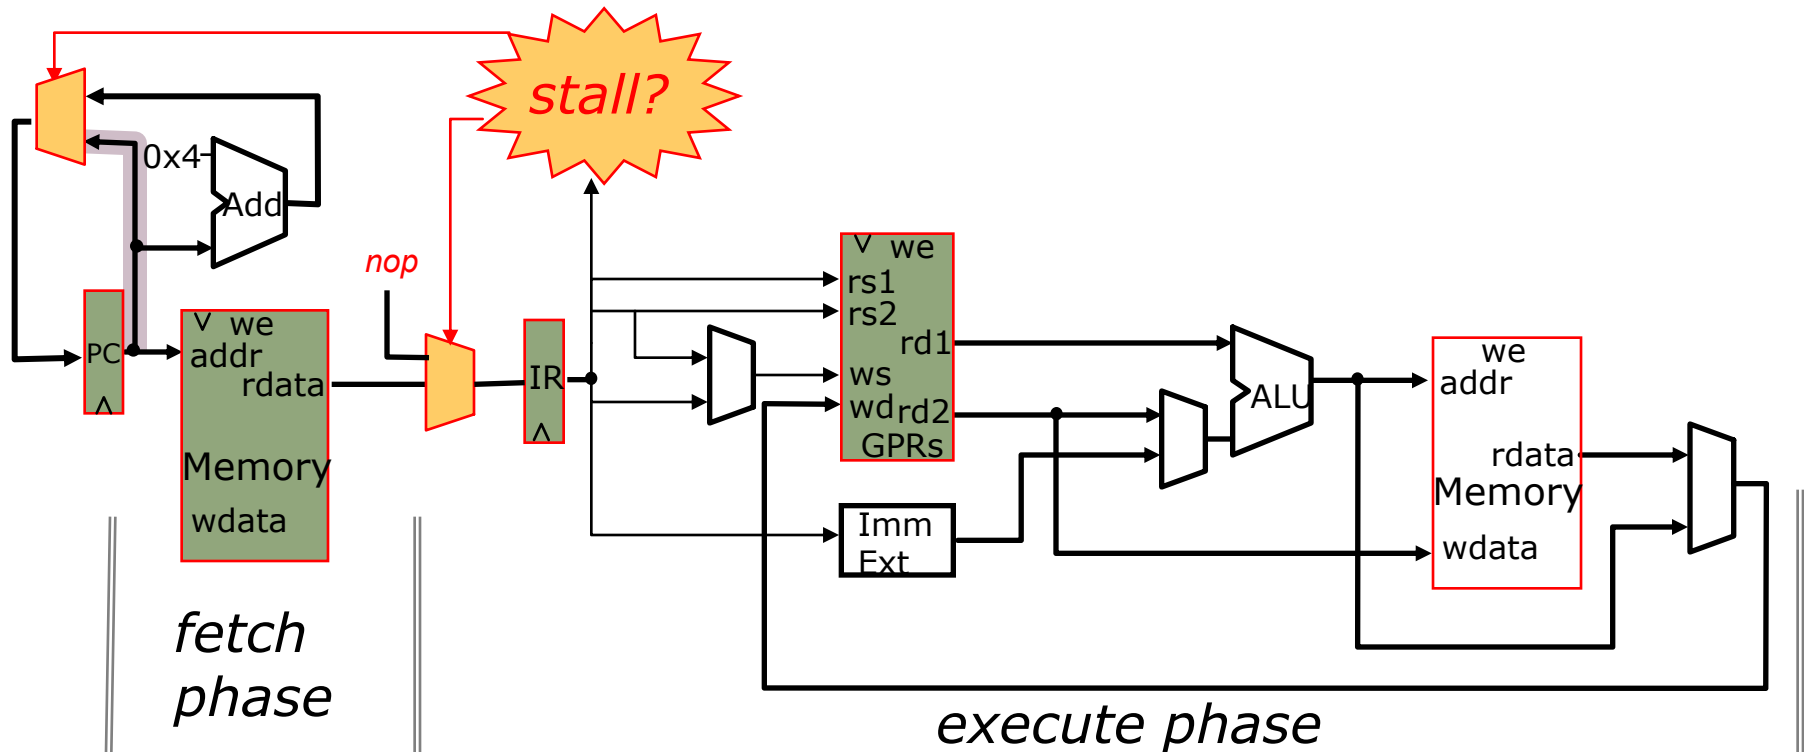 stall?
0x4
Add
nop
PC
we
addr
rdata
Memory
wdata
IR
we
rs1
rs2
rd1
ws
wd rd2
GPRs
Imm
Ext
ALU
we
addr
rdata
Memory
wdata
fetch
phase
execute phase